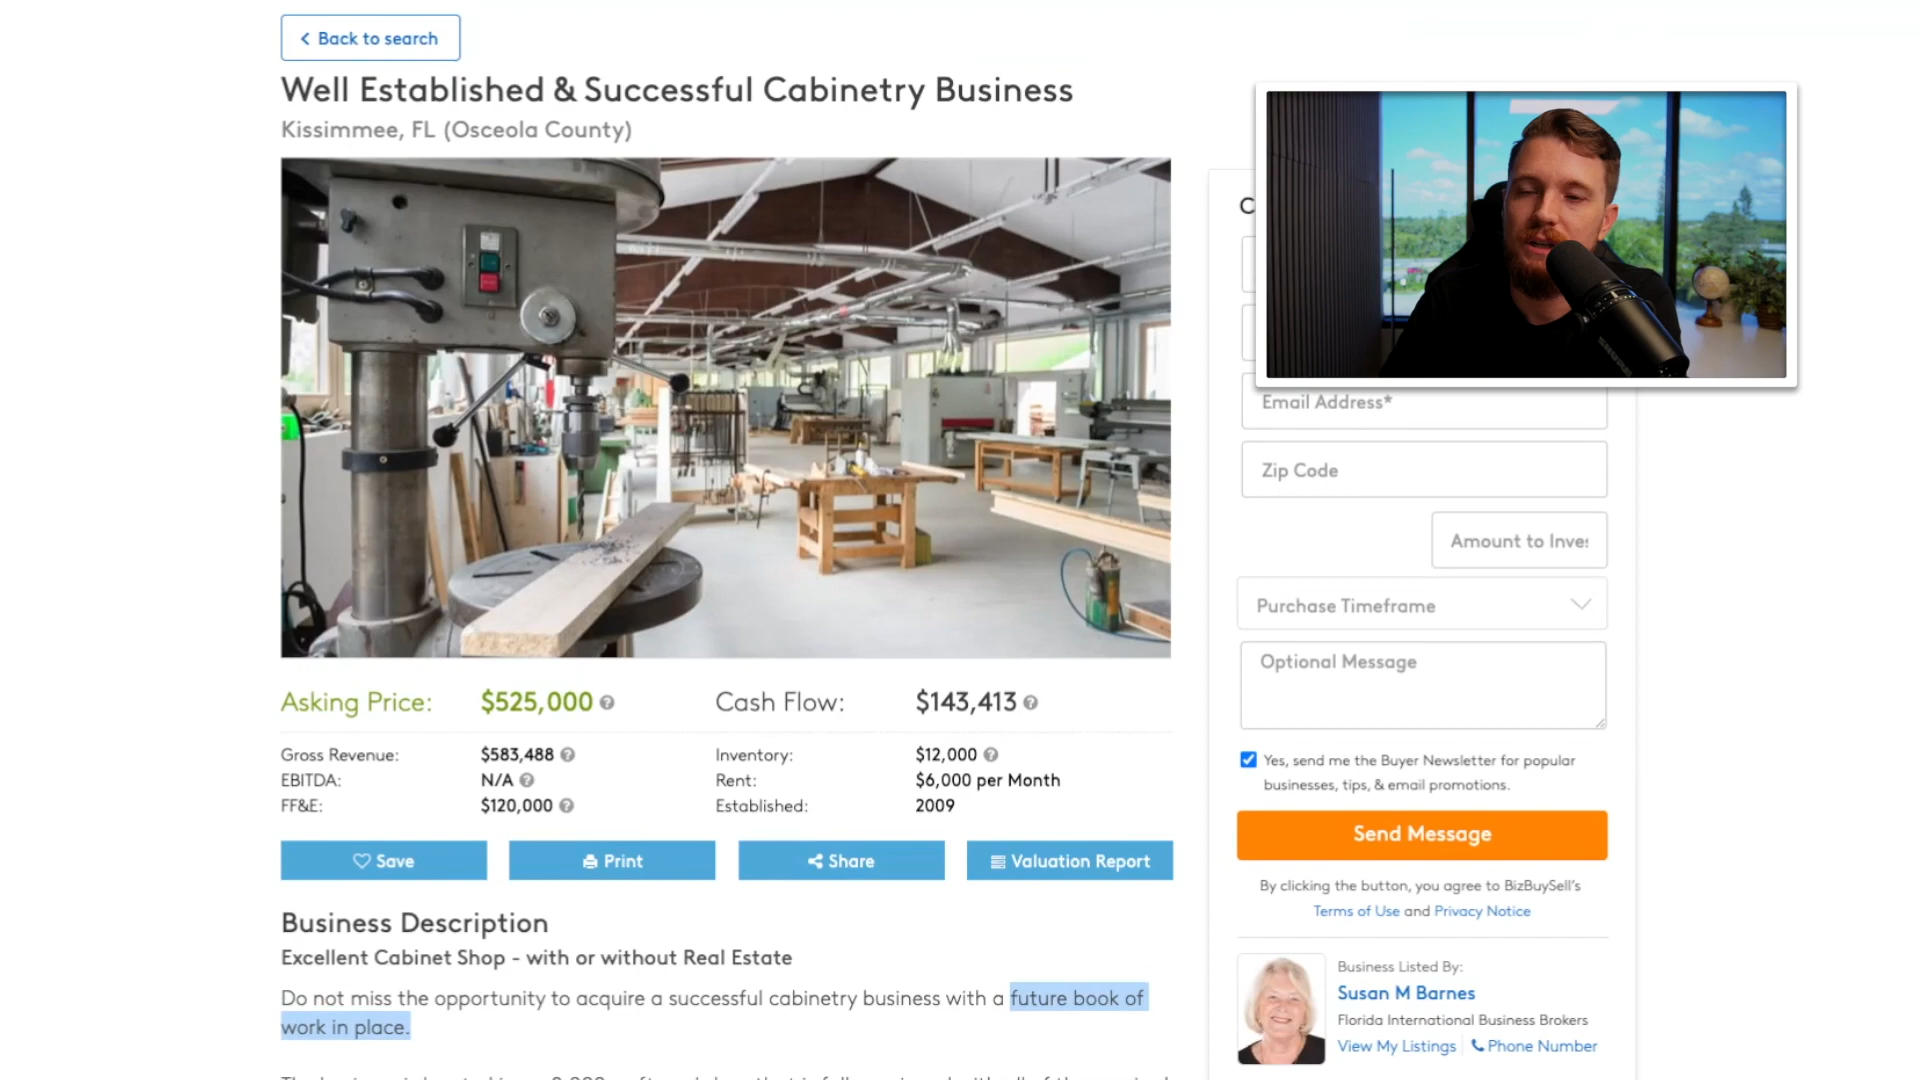 Back to search
Well Established & Successful Cabinetry Business
Kissimmee, FL (Osceola County)
Asking Price: $525,000 Cash Flow: $143,413
Gross Revenue: $583,488 Inventory: $12,000
EBITDA: N/A Rent: $6,000 per Month
FF&E: $120,000 Established: 2009
Save Print Share Valuation Report
Business Description
Excellent Cabinet Shop - with or without Real Estate
Do not miss the opportunity to acquire a successful cabinetry business with a future book of
work in place.
C
Email Address*
Zip Code
Amount to Inves
Purchase Timeframe
Optional Message
Yes, send me the Buyer Newsletter for popular
businesses, tips, & email promotions.
Send Message
By clicking the button, you agree to BizBuySell's
Terms of Use and Privacy Notice
Business Listed By:
Susan M Barnes
Florida International Business Brokers
View My Listings Phone Number